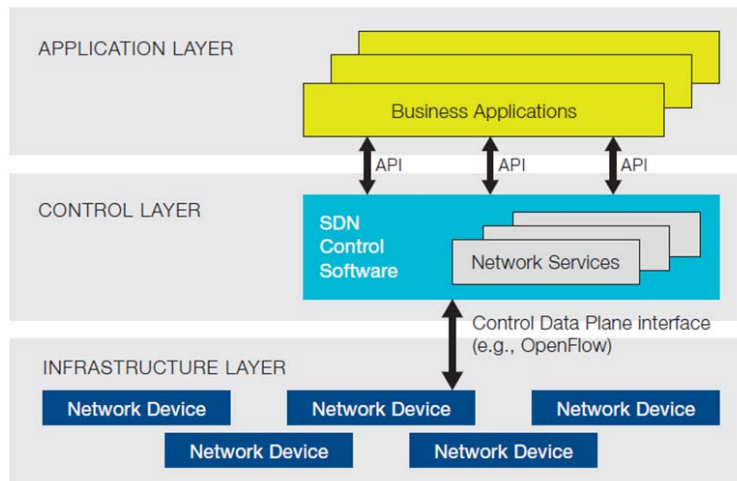 APPLICATION LAYER
Business Applications
API
API
API
CONTROL LAYER
SDN
Control
Software
Network Services
Control Data Plane interface
(e.g., OpenFlow)
INFRASTRUCTURE LAYER
Network Device
Network Device
Network Device
Network Device
Network Device